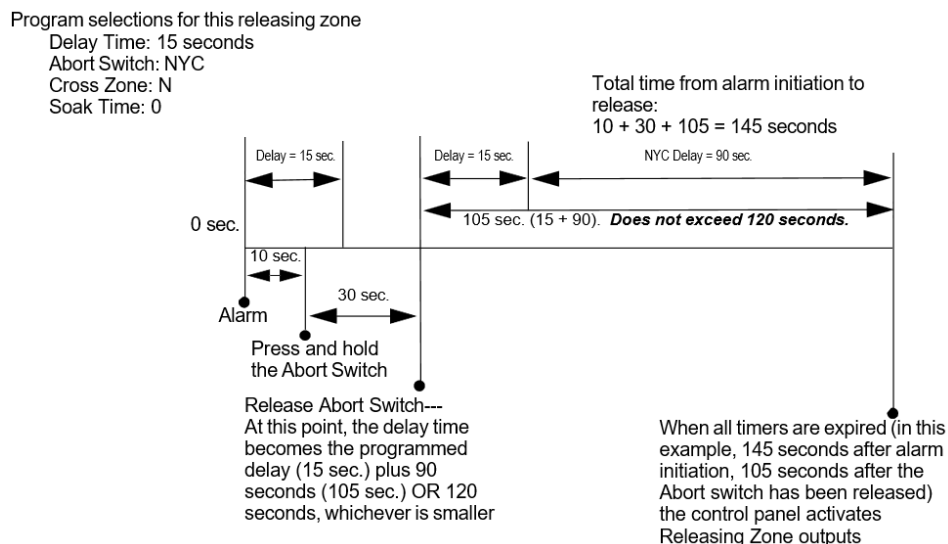 Program selections for this releasing zone
Delay Time: 15 seconds
Abort Switch: NYC
Cross Zone: N
Soak Time: 0
Total time from alarm initiation to
release:
10 + 30 + 105 = 145 seconds
Delay = 15 sec.
Delay = 15 sec.
NYC Delay = 90 sec.
0 sec.
105 sec. (15 + 90). Does not exceed 120 seconds.
10 sec.
30 sec.
Alarm
Press and hold
the Abort Switch
Release Abort Switch---
At this point, the delay time
becomes the programmed
delay (15 sec.) plus 90
seconds (105 sec.) OR 120
seconds, whichever is smaller
When all timers are expired (in this
example, 145 seconds after alarm
initiation, 105 seconds after the
Abort switch has been released)
the control panel activates
Releasing Zone outputs